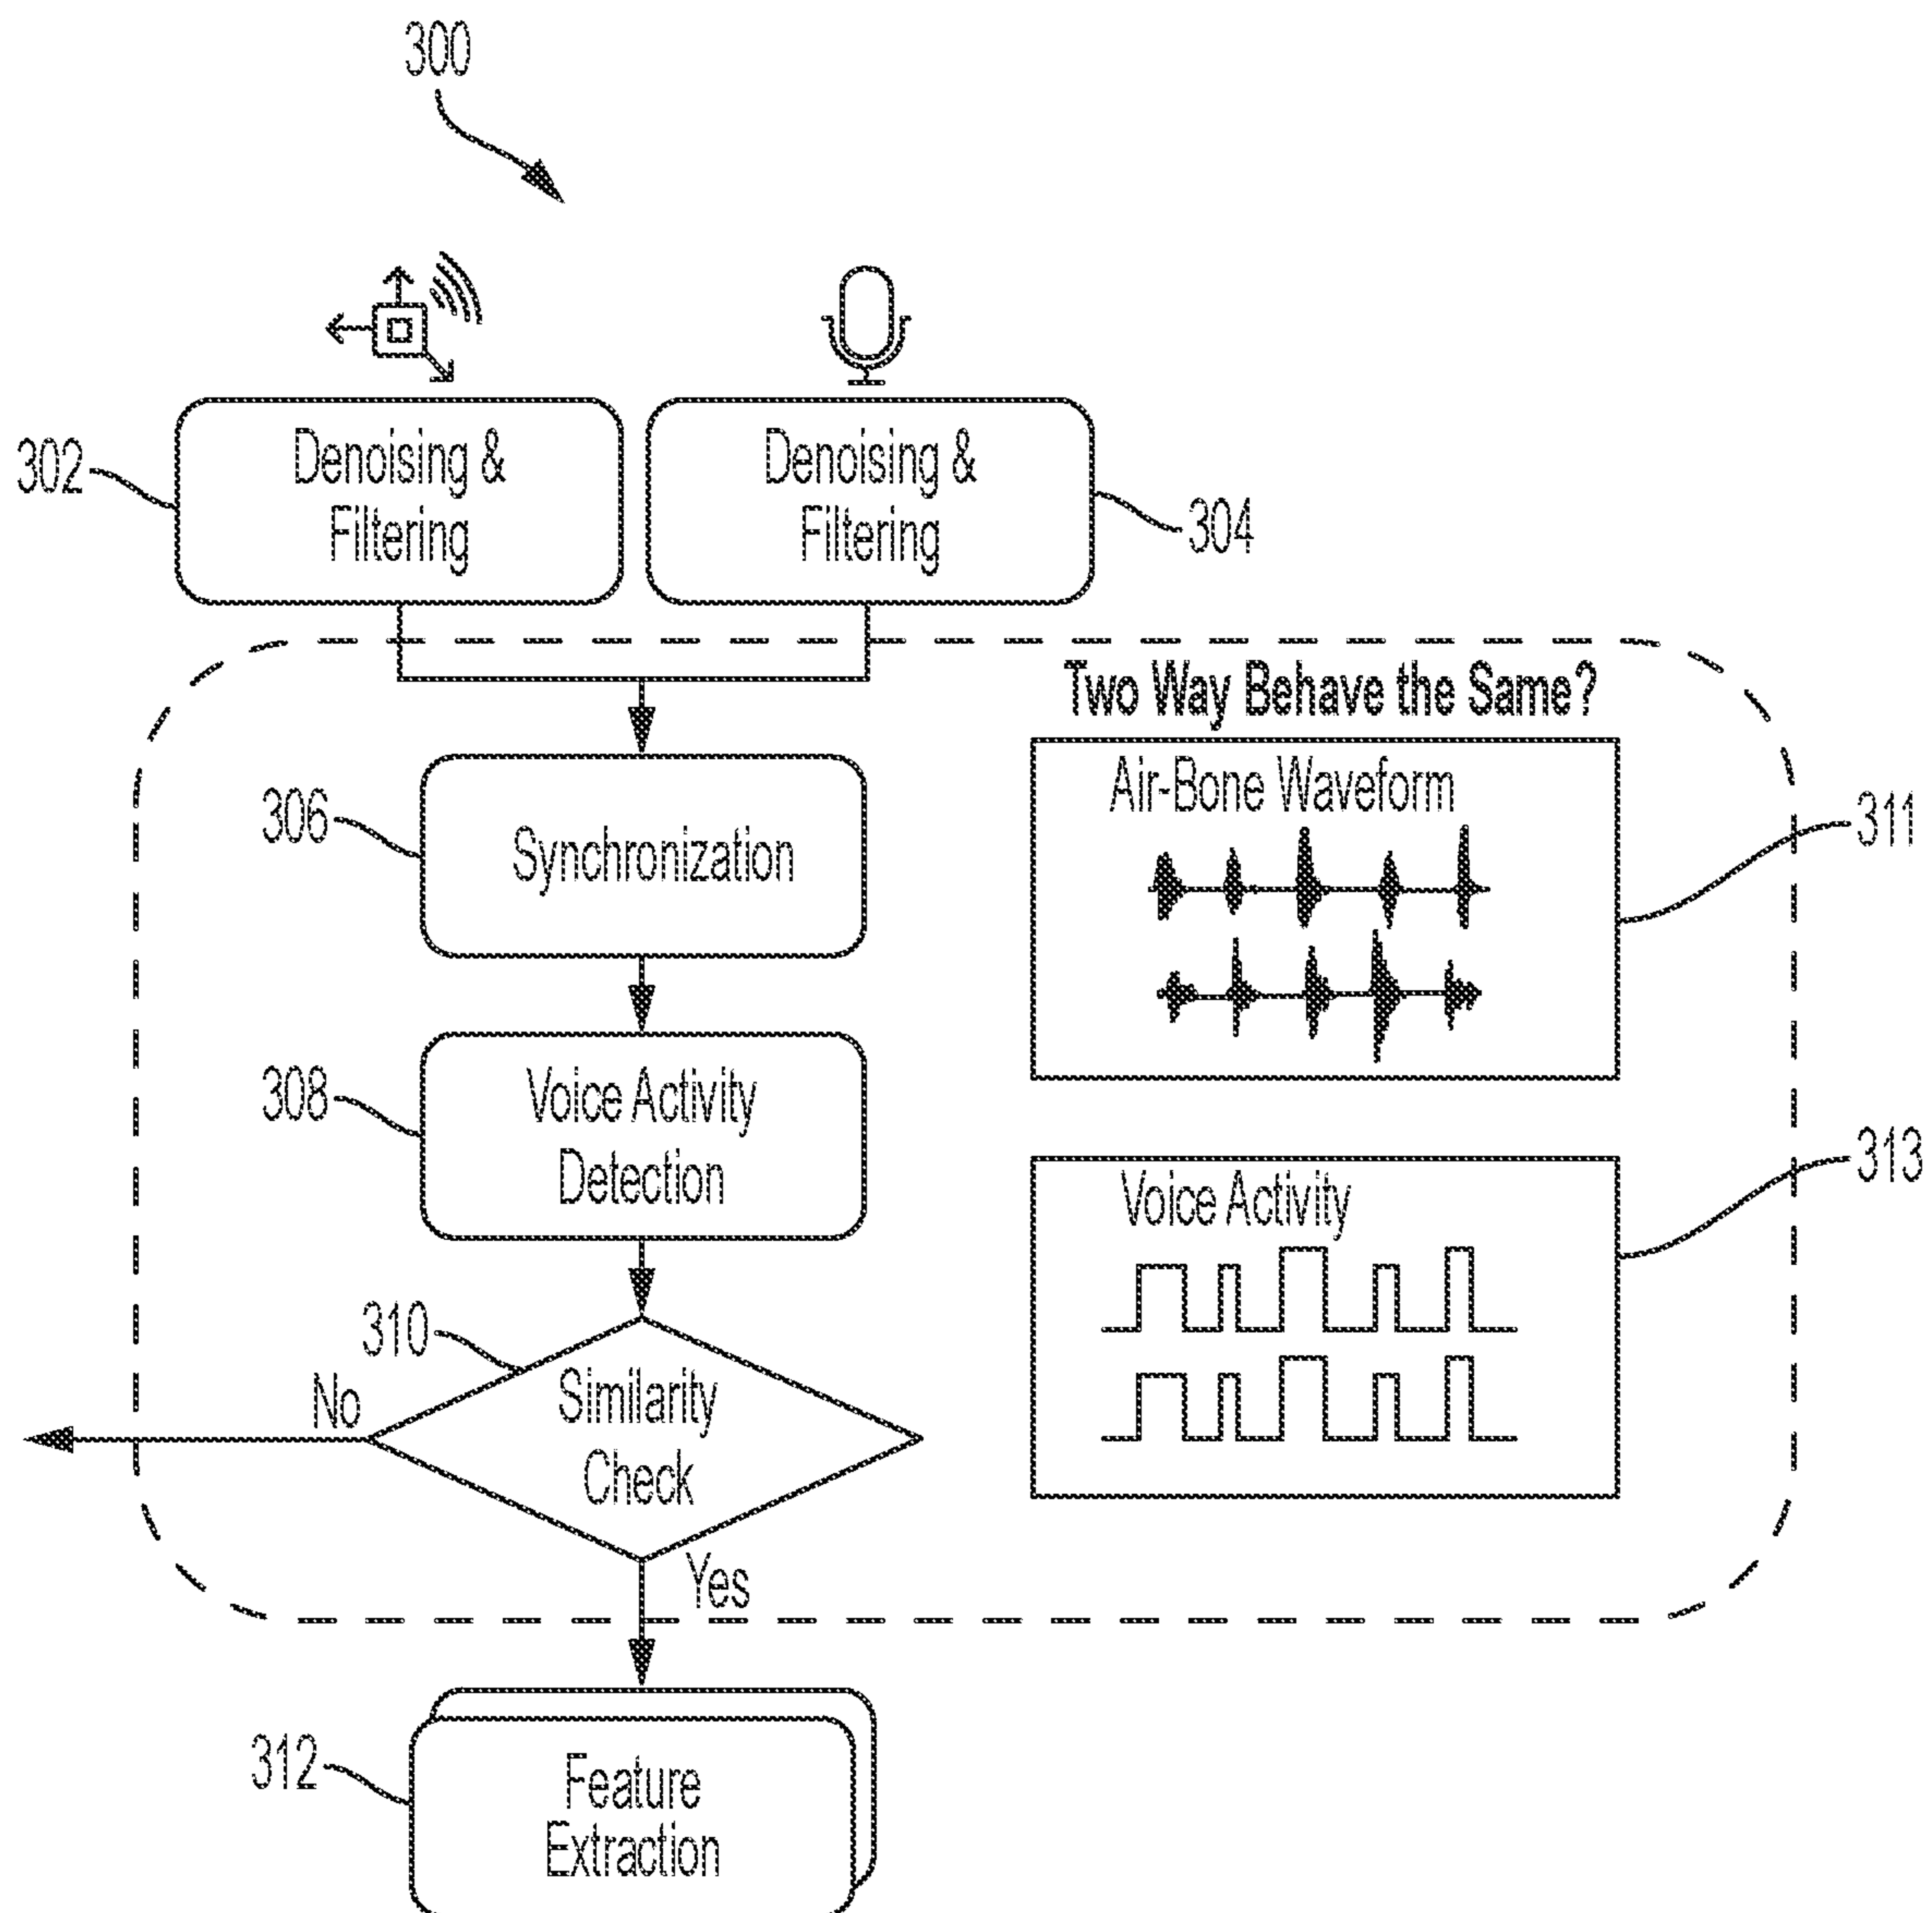 300
302
Denoising &
Filtering
Denoising &
Filtering
304
Two Way Behave the Same?
306
Synchronization
Air-Bone Waveform
311
308
Voice Activity
Detection
Voice Activity
313
310
Similarity
Check
No
Yes
312
Feature
Extraction